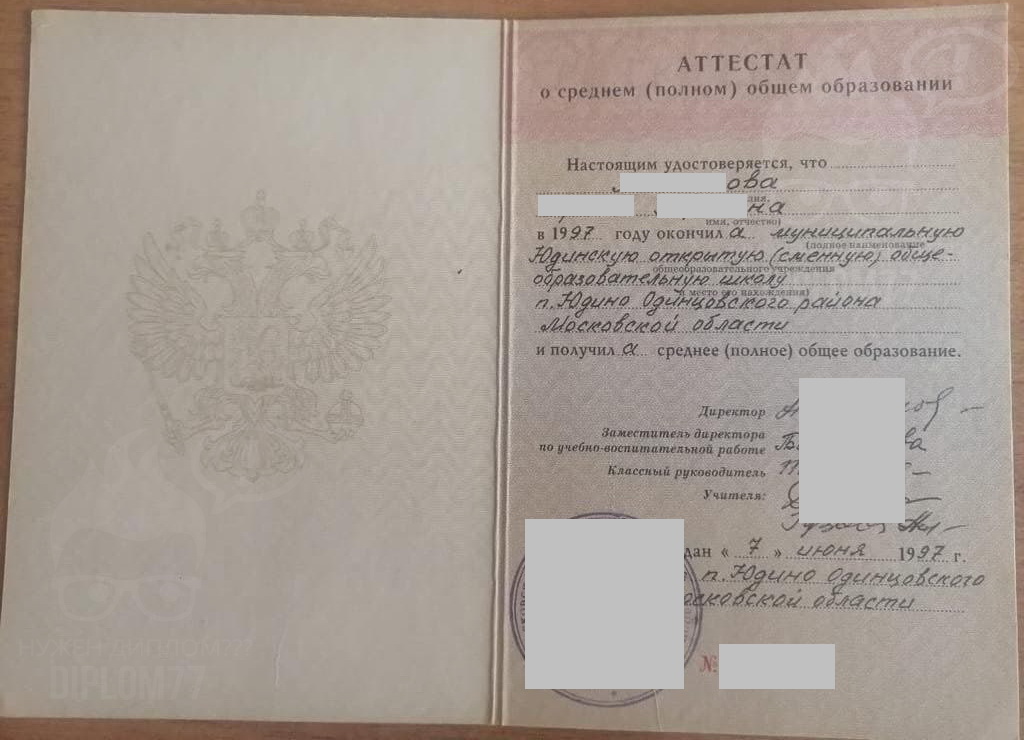 АТТЕСТАТ
о среднем (полном) общем образовании
Настоящим удостоверяется, что
ова
на
имя, отчество)
в 1997 году окончил а муниципальную
(полное наименование
Юдинскую открытую (сменную) обще-
общеобразовательного учреждения
образовательную школу
и место его нахождения)
п. Юдино Одинцовского района
Московской области
и получил а среднее (полное) общее образование.
Директор
Заместитель директора
по учебно-воспитательной работе
Классный руководитель
Учителя:
дан « 7 » июня 1997 г.
п. Юдино Одинцовского
осковской области
№
DIPLOM77